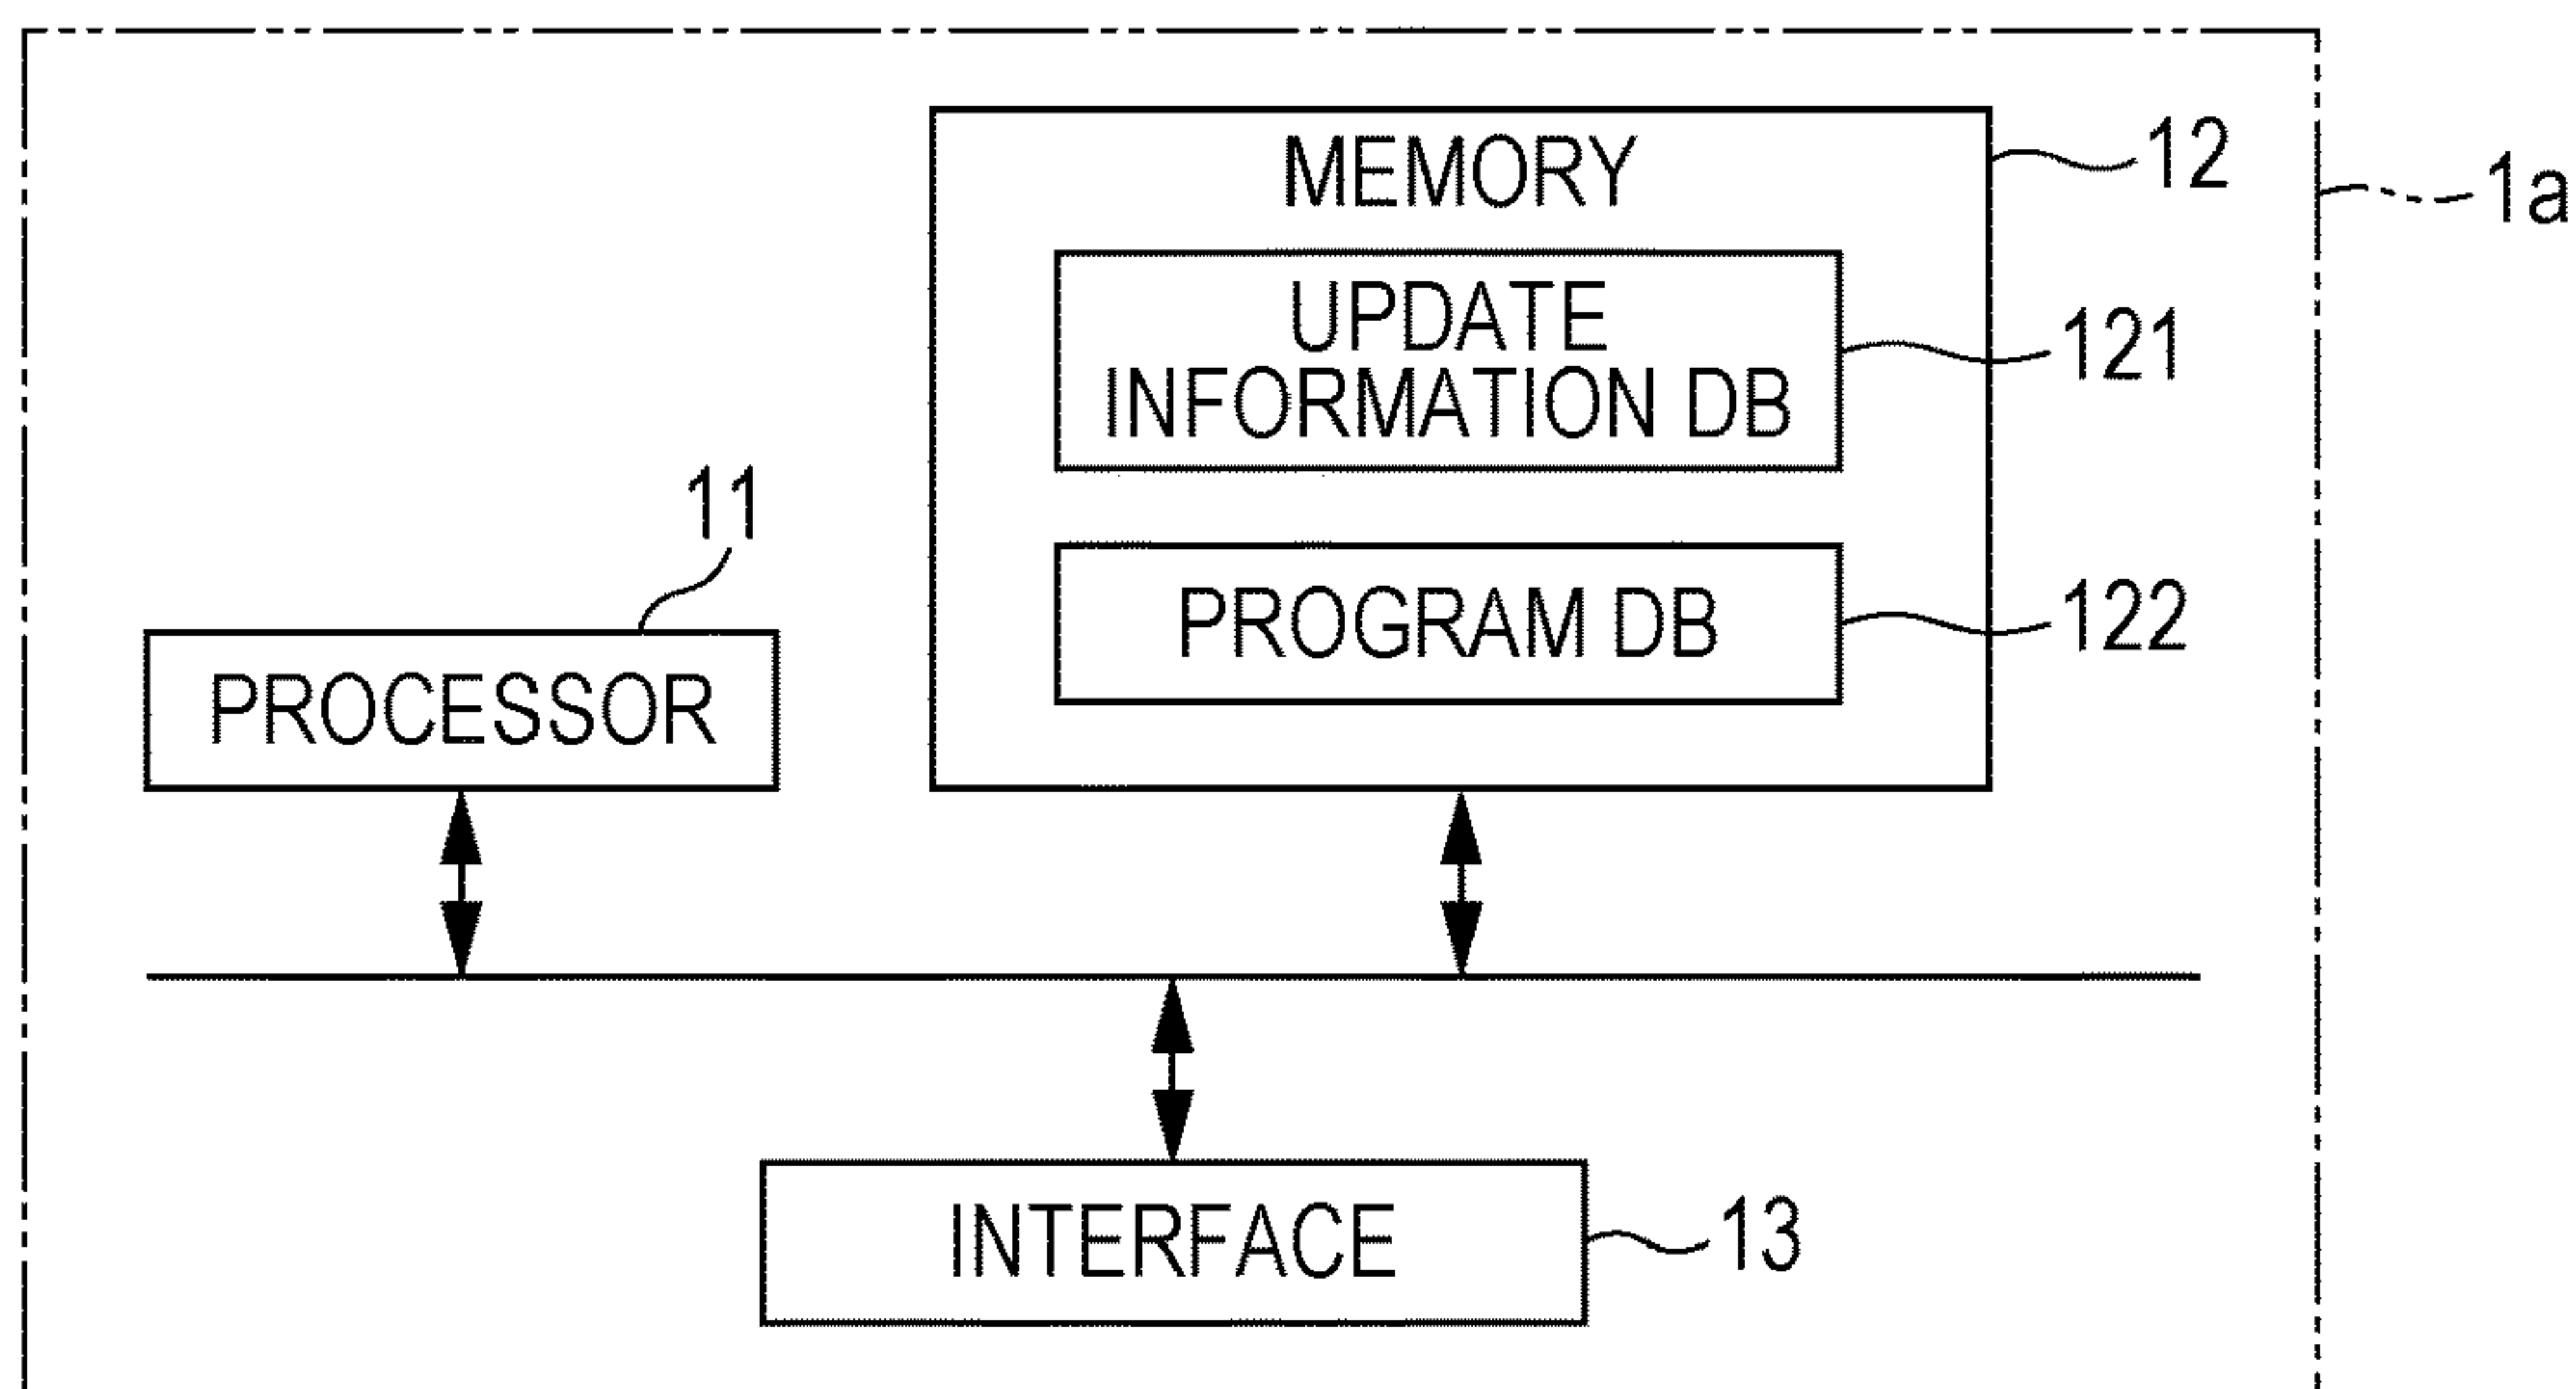 MEMORY
12
1a
UPDATE
INFORMATION DB
121
11
PROGRAM DB
122
PROCESSOR
INTERFACE
13